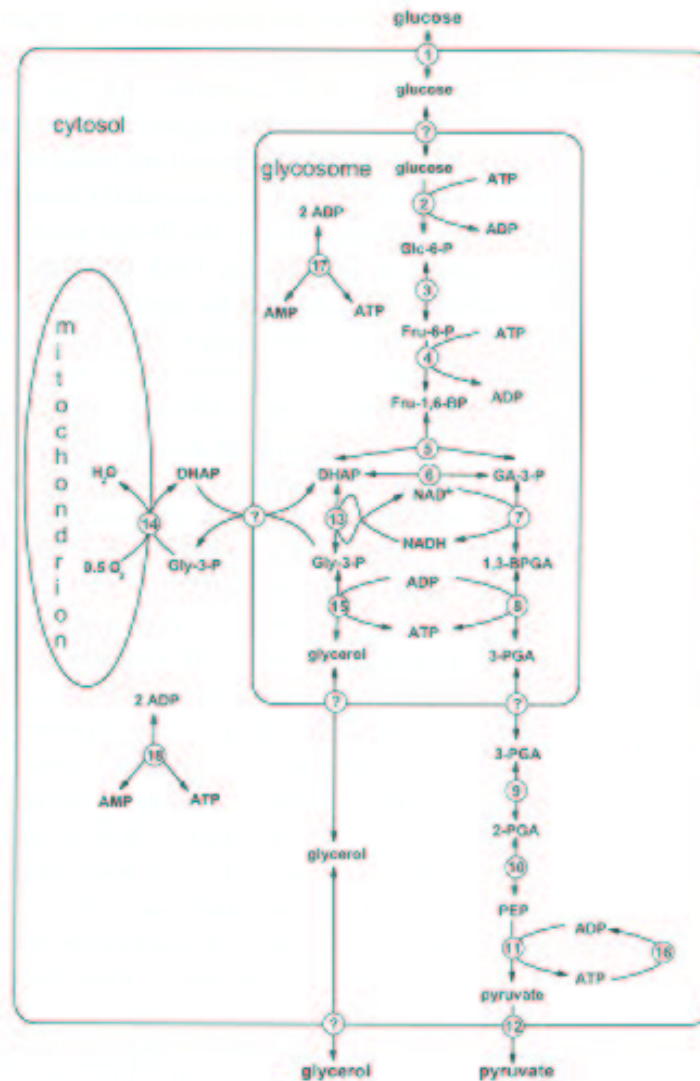 glucose
1
glucose
cytosol
?
glycosome
glucose
ATP
2
2 ADP
ADP
Glc-6-P
17
3
AMP
ATP
mitochondrion
Fru-6-P
ATP
4
ADP
Fru-1,6-BP
5
H2O
DHAP
DHAP
6
GA-3-P
NAD+
14
?
13
7
NADH
0.5 O2
Gly-3-P
Gly-3-P
1,3-BPGA
ADP
15
8
ATP
glycerol
3-PGA
2 ADP
?
?
3-PGA
AMP
ATP
9
2-PGA
glycerol
10
PEP
ADP
11
ATP
pyruvate
?
12
glycerol
pyruvate